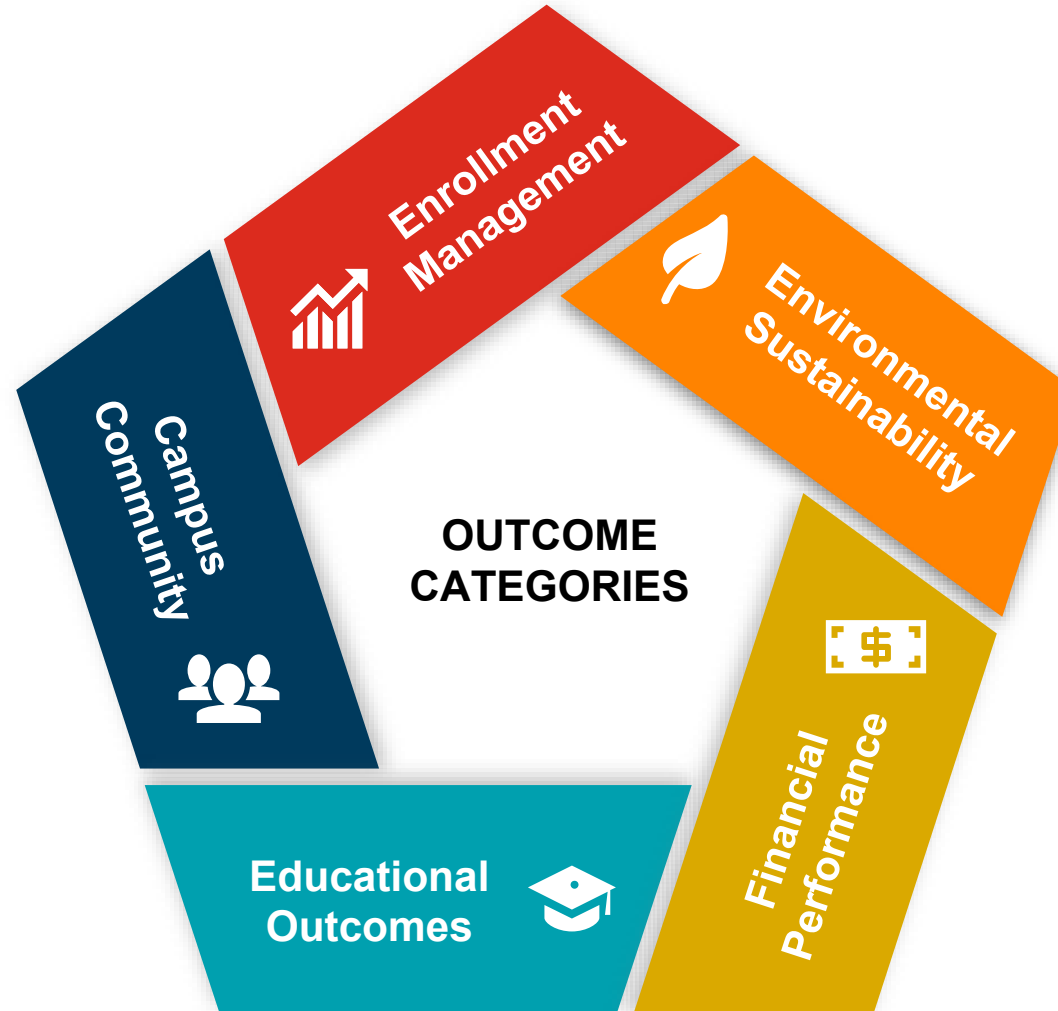 Enrollment
Management
Environmental
Sustainability
Campus
Community
OUTCOME
CATEGORIES
Financial
Performance
Educational
Outcomes